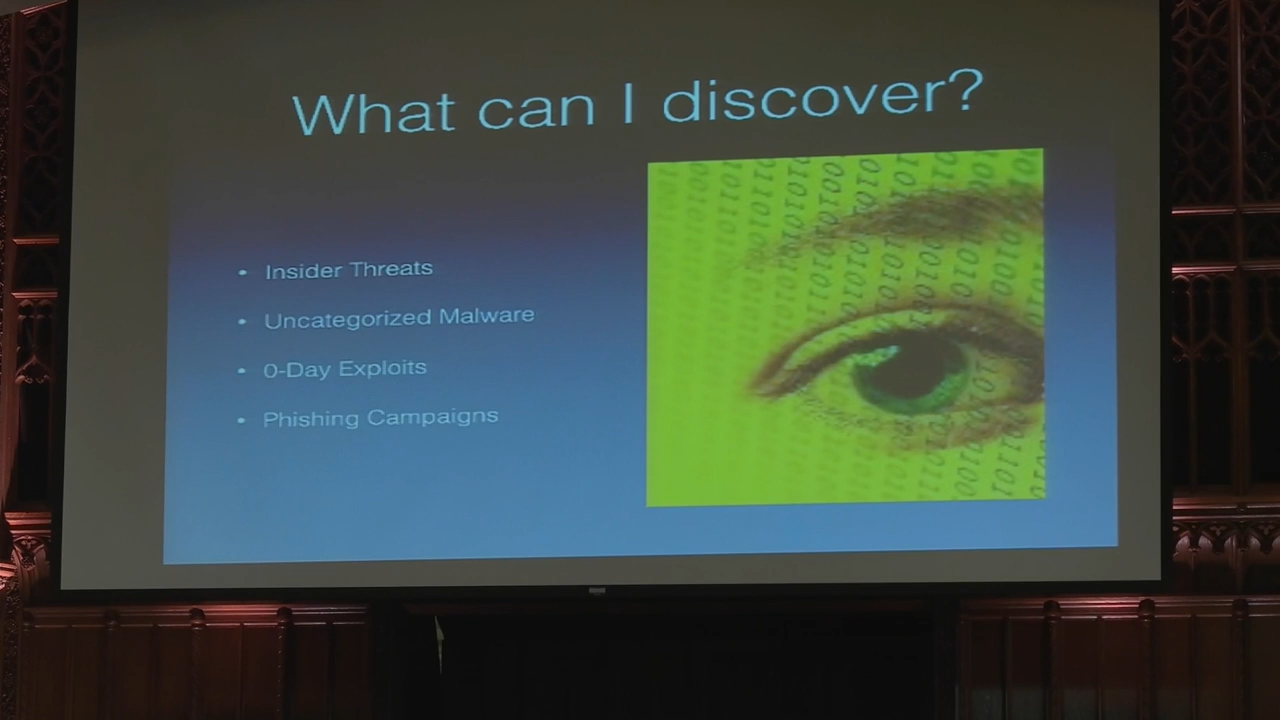 What can I discover?
• Insider Threats
• Uncategorized Malware
• 0-Day Exploits
• Phishing Campaigns